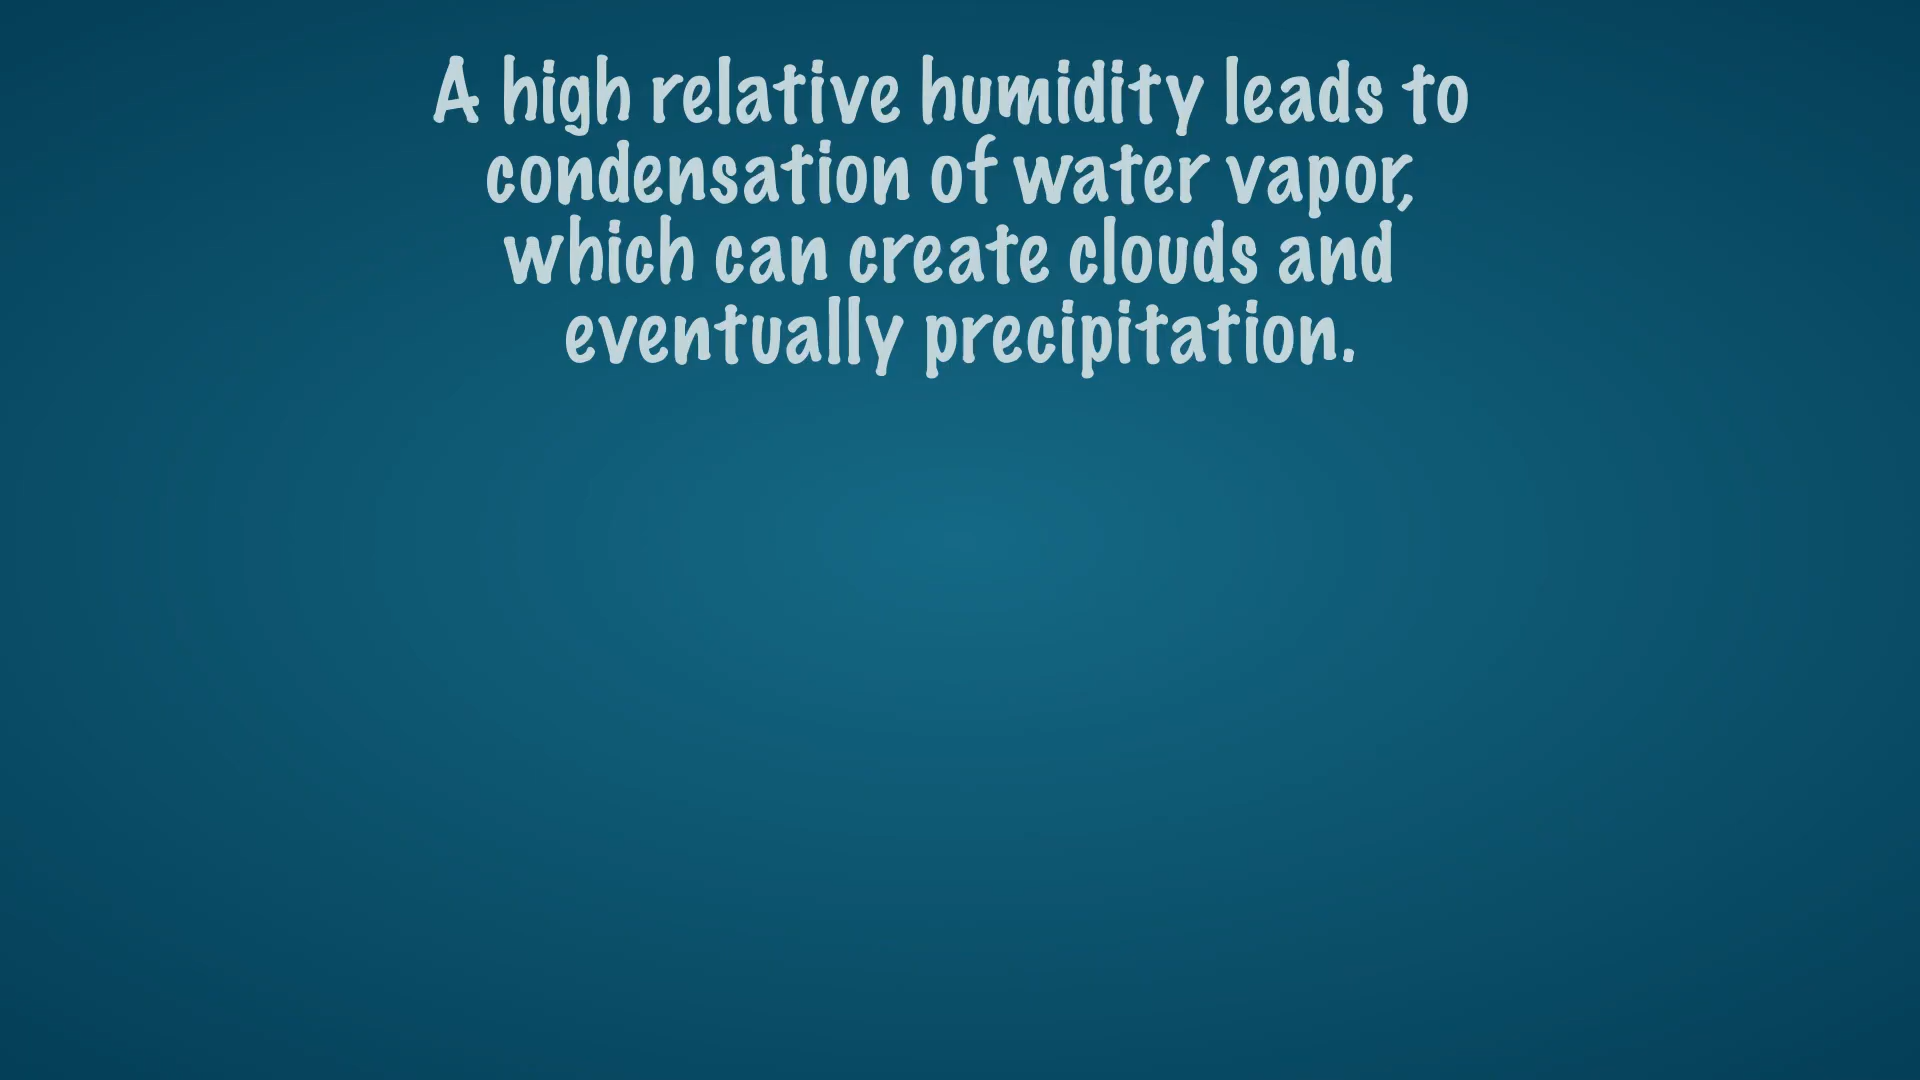 A high relative humidity leads to
condensation of water vapor,
which can create clouds and
eventually precipitation.